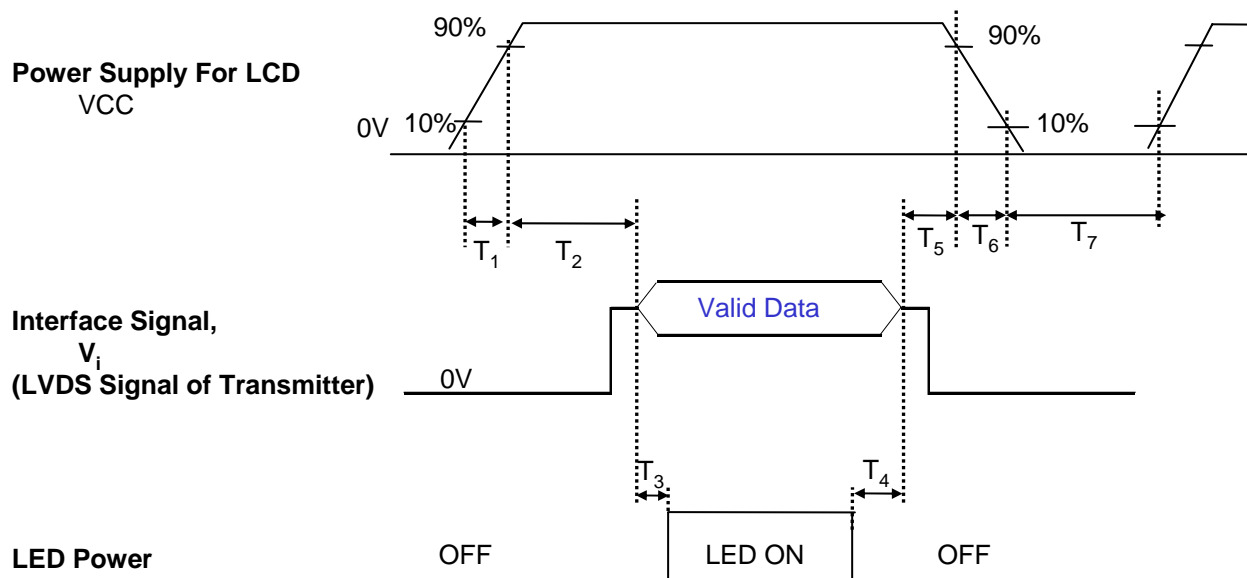 90%
90%
Power Supply For LCD
VCC
0V
10%
10%
T1
T2
T5
T6
T7
Valid Data
Interface Signal,
Vi
(LVDS Signal of Transmitter)
0V
T3
T4
LED Power
OFF
LED ON
OFF